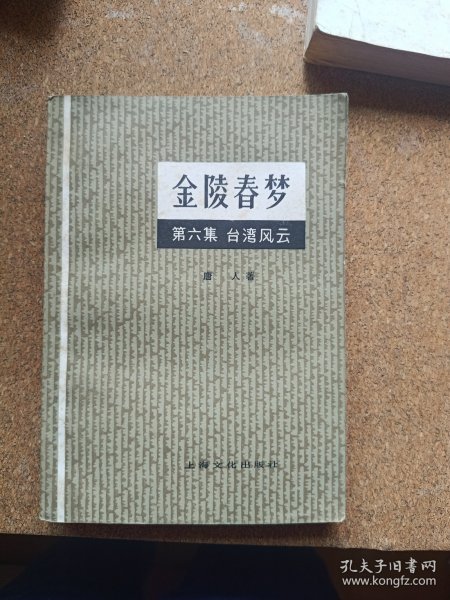 金陵春梦
第六集 台湾风云
唐 人 著
上海文化出版社
孔夫子旧书网
www.kongfz.com